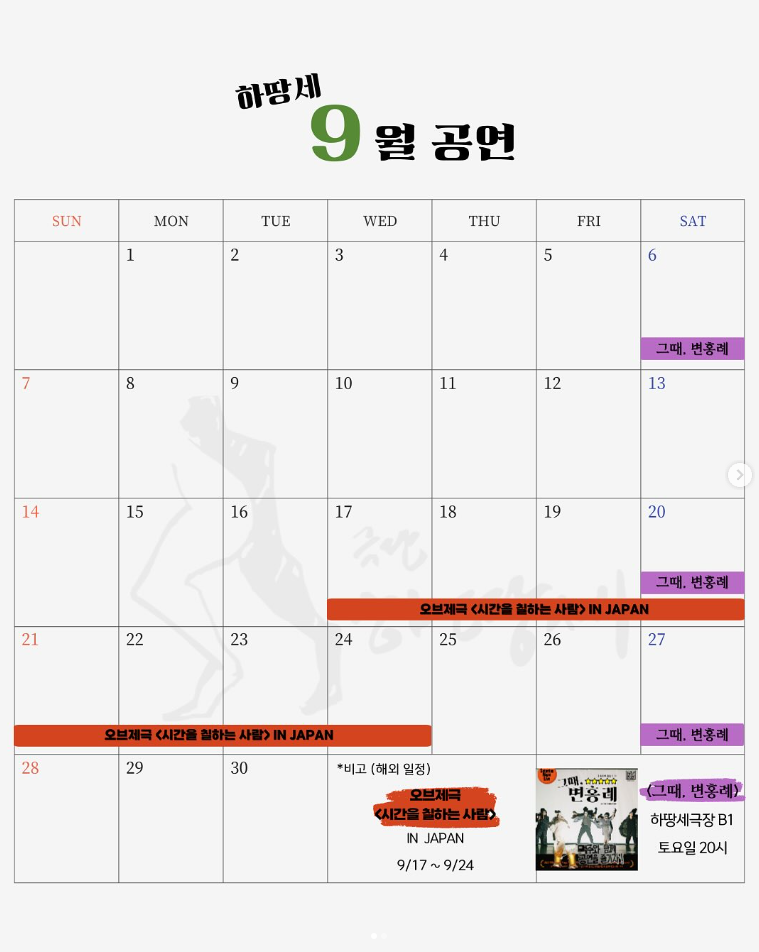 하땅세
9월 공연
SUN MON TUE WED THU FRI SAT
1 2 3 4 5 6
그때, 변홍례
7 8 9 10 11 12 13
14 15 16 17 18 19 20
극단
하땅세
그때, 변홍례
오브제극 <시간을 칠하는 사람> IN JAPAN
21 22 23 24 25 26 27
오브제극 <시간을 칠하는 사람> IN JAPAN
그때, 변홍례
28 29 30
*비고 (해외 일정)
오브제극
<시간을 칠하는 사람>
IN JAPAN
9/17 ~ 9/24
그때,
변홍례
<그때, 변홍례>
하땅세극장 B1
토요일 20시